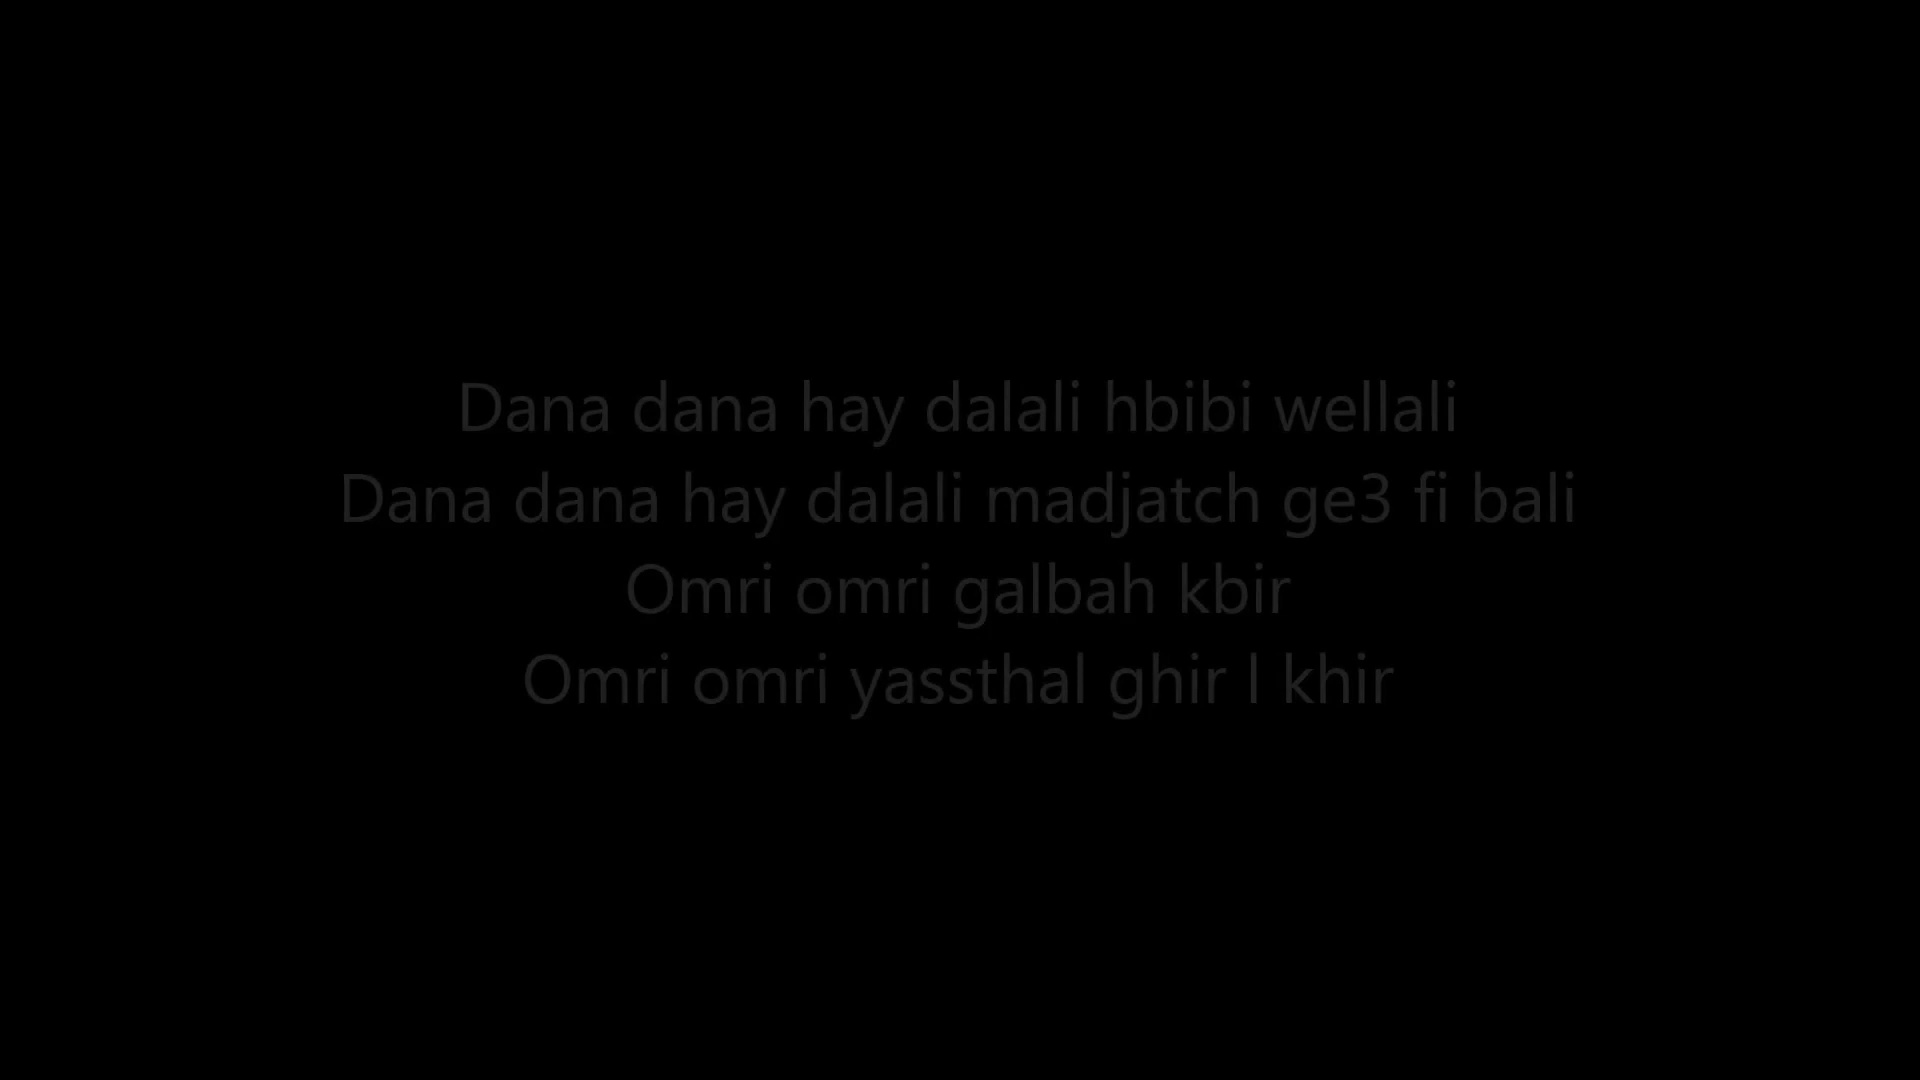 Dana dana hay dalali hbibi wellali
Dana dana hay dalali madjatch ge3 fi bali
Omri omri galbah kbir
Omri omri yassthal ghir l khir